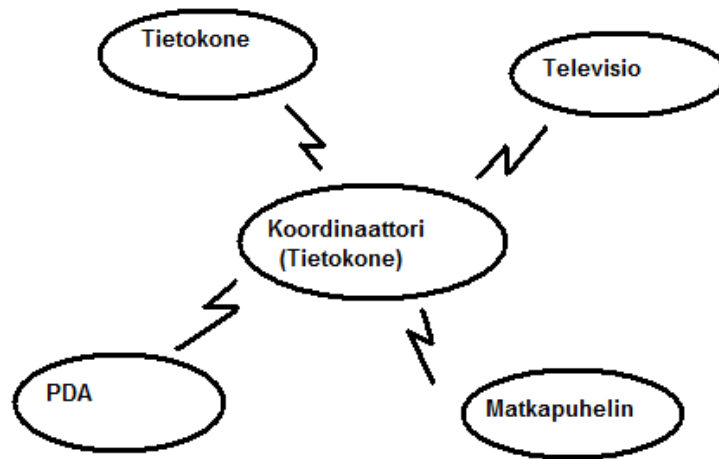 Tietokone
Televisio
Koordinaattori
(Tietokone)
PDA
Matkapuhelin